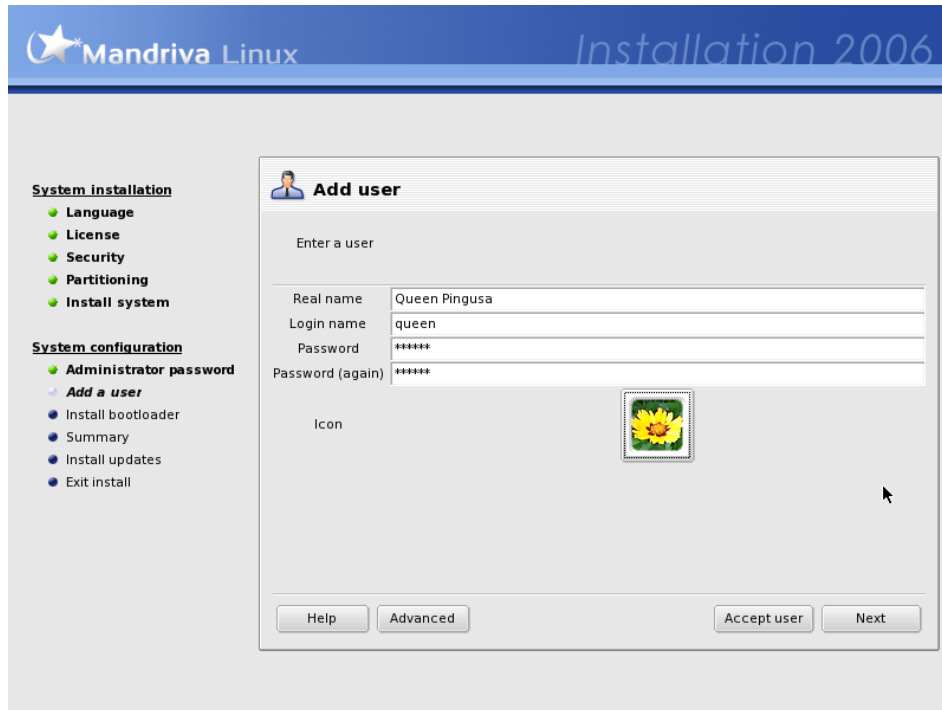 Mandriva Linux
Installation 2006
System installation
Language
License
Security
Partitioning
Install system
System configuration
Administrator password
Add a user
Install bootloader
Summary
Install updates
Exit install
Add user
Enter a user
Real name Queen Pingusa
Login name queen
Password ******
Password (again) ******
Icon
Help Advanced Accept user Next